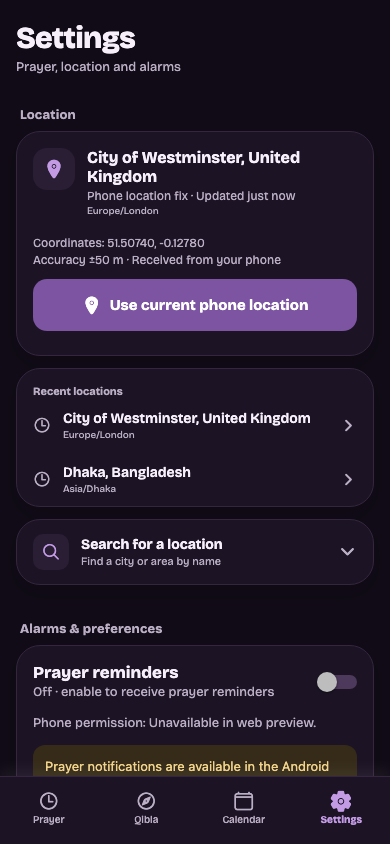 Settings
Prayer, location and alarms
Location
City of Westminster, United
Kingdom
Phone location fix · Updated just now
Europe/London
Coordinates: 51.50740, -0.12780
Accuracy ±50 m · Received from your phone
Use current phone location
Recent locations
City of Westminster, United Kingdom
Europe/London
Dhaka, Bangladesh
Asia/Dhaka
Search for a location
Find a city or area by name
Alarms & preferences
Prayer reminders
Off · enable to receive prayer reminders
Phone permission: Unavailable in web preview.
Prayer notifications are available in the Android
Prayer
Qibla
Calendar
Settings